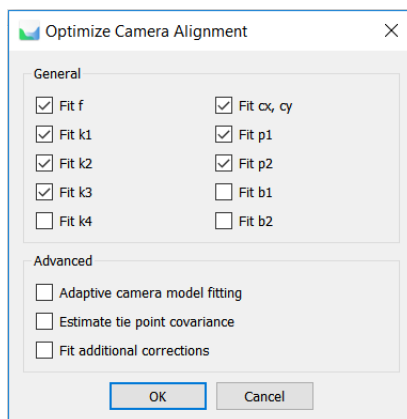 Optimize Camera Alignment
General
Fit f
Fit cx, cy
Fit k1
Fit p1
Fit k2
Fit p2
Fit k3
Fit b1
Fit k4
Fit b2
Advanced
Adaptive camera model fitting
Estimate tie point covariance
Fit additional corrections
OK
Cancel